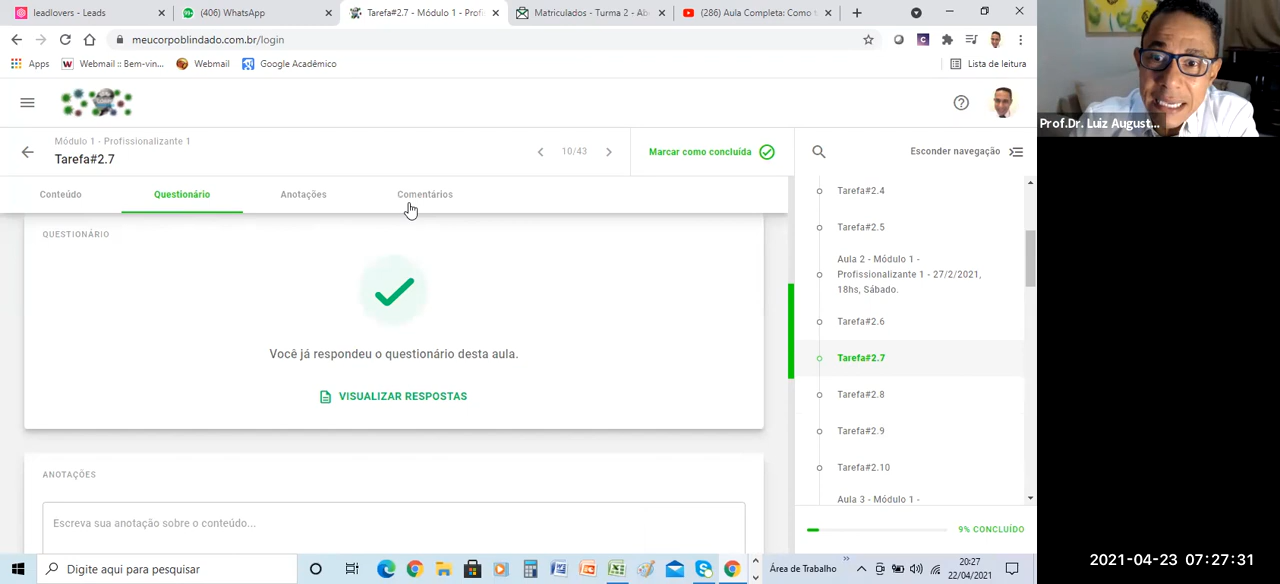 leadlovers - Leads
(406) WhatsApp
Tarefa#2.7 - Módulo 1 - Profi
Matriculados - Turma 2 - Ab
(286) Aula Completa: Como t
meucorpoblindado.com.br/login
Apps
Webmail :: Bem-vin...
Webmail
Google Acadêmico
Lista de leitura
Módulo 1 - Profissionalizante 1
Tarefa#2.7
10/43
Marcar como concluída
Esconder navegação
Conteúdo
Questionário
Anotações
Comentários
QUESTIONÁRIO
Você já respondeu o questionário desta aula.
VISUALIZAR RESPOSTAS
ANOTAÇÕES
Escreva sua anotação sobre o conteúdo...
Tarefa#2.4
Tarefa#2.5
Aula 2 - Módulo 1 -
Profissionalizante 1 - 27/2/2021,
18hs, Sábado.
Tarefa#2.6
Tarefa#2.7
Tarefa#2.8
Tarefa#2.9
Tarefa#2.10
Aula 3 - Módulo 1 -
9% CONCLUÍDO
Digite aqui para pesquisar
Área de Trabalho
20:27
22/04/2021
Prof.Dr. Luiz August...
2021-04-23 07:27:31